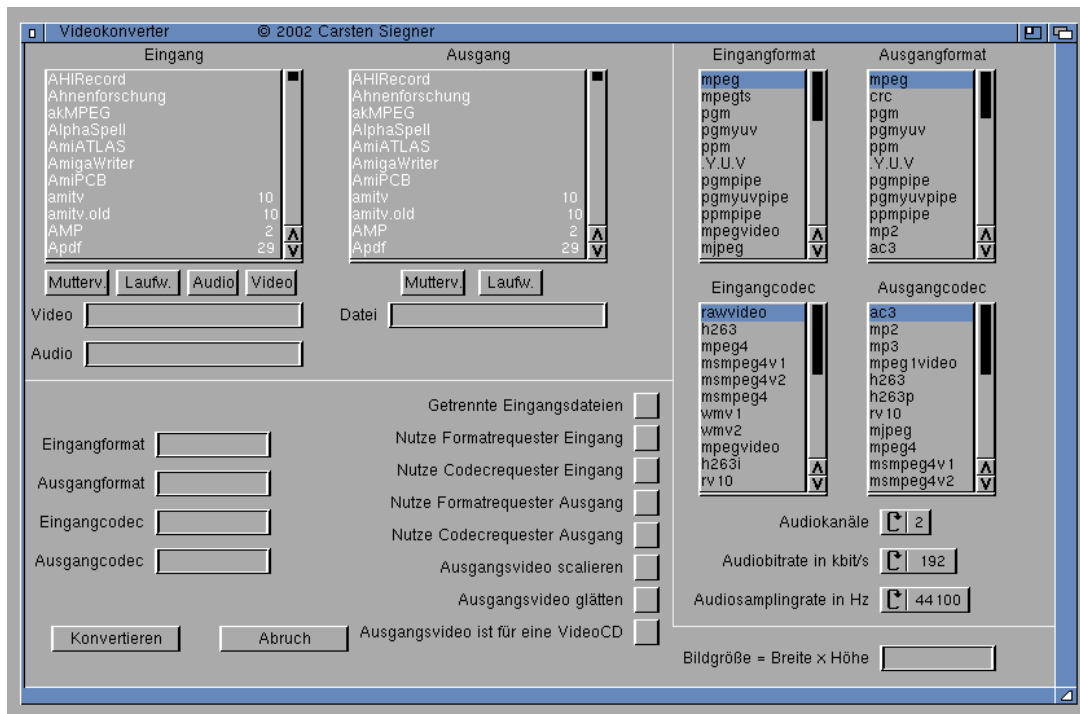 Videokonverter © 2002 Carsten Siegner
Eingang
AHIRecord
Ahnenforschung
akMPEG
AlphaSpell
AmiATLAS
AmigaWriter
AmiPCB
amitv 10
amitv.old 10
AMP 2
Apdf 29
Mutterv. Laufw. Audio Video
Video
Audio
Ausgang
AHIRecord
Ahnenforschung
akMPEG
AlphaSpell
AmiATLAS
AmigaWriter
AmiPCB
amitv 10
amitv.old 10
AMP 2
Apdf 29
Mutterv. Laufw.
Datei
Eingangformat
mpeg
mpegts
pgm
pgmyuv
ppm
.Y.U.V
pgmpipe
pgmyuvpipe
ppmpipe
mpegvideo
mjpeg
Ausgangformat
mpeg
crc
pgm
pgmyuv
ppm
.Y.U.V
pgmpipe
pgmyuvpipe
ppmpipe
mp2
ac3
Eingangcodec
rawvideo
h263
mpeg4
msmpeg4v1
msmpeg4v2
msmpeg4
wmv1
wmv2
mpegvideo
h263i
rv10
Ausgangcodec
ac3
mp2
mp3
mpeg1video
h263
h263p
rv10
mjpeg
mpeg4
msmpeg4v1
msmpeg4v2
Eingangformat
Ausgangformat
Eingangcodec
Ausgangcodec
Konvertieren Abruch
Getrennte Eingangsdateien
Nutze Formatrequester Eingang
Nutze Codecrequester Eingang
Nutze Formatrequester Ausgang
Nutze Codecrequester Ausgang
Ausgangsvideo scalieren
Ausgangsvideo glätten
Ausgangsvideo ist für eine VideoCD
Audiokanäle 2
Audiobitrate in kbit/s 192
Audiosamplingrate in Hz 44100
Bildgröße = Breite x Höhe